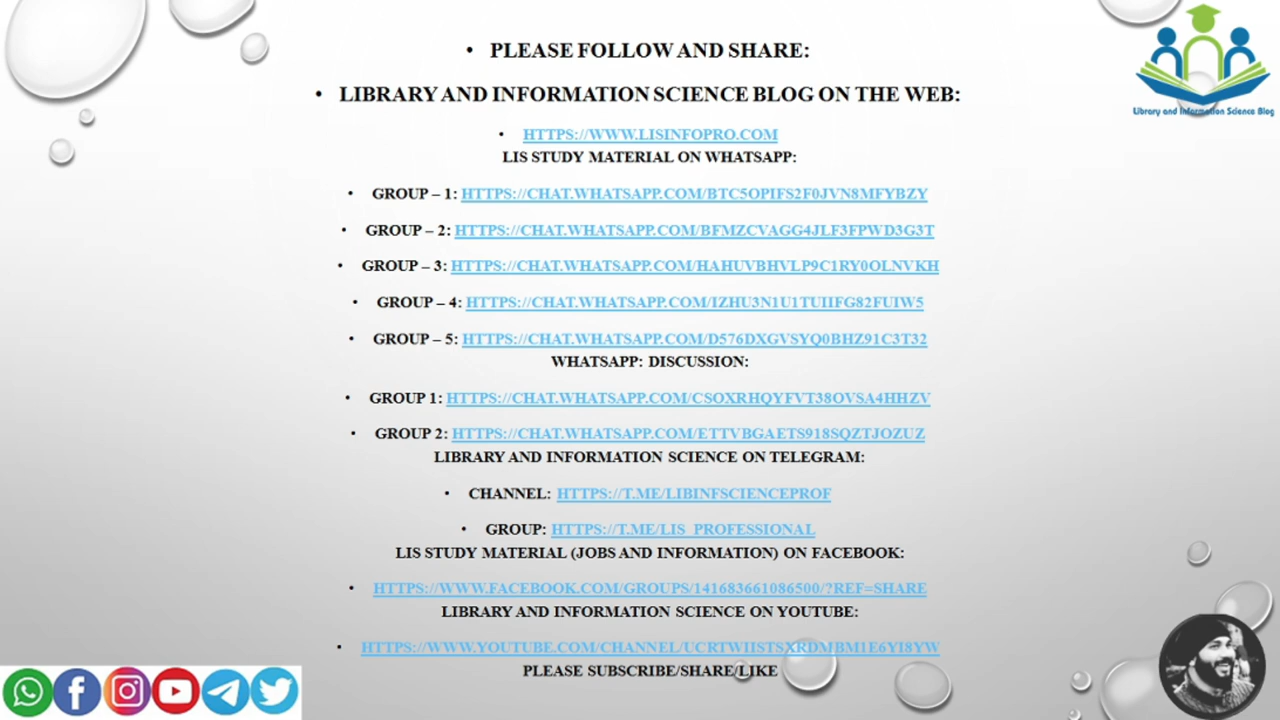 • PLEASE FOLLOW AND SHARE:
• LIBRARY AND INFORMATION SCIENCE BLOG ON THE WEB:
• HTTPS://WWW.LISINFOPRO.COM
LIS STUDY MATERIAL ON WHATSAPP:
• GROUP – 1: HTTPS://CHAT.WHATSAPP.COM/BTC5OPIFS2F0JVN8MFYBZY
• GROUP – 2: HTTPS://CHAT.WHATSAPP.COM/BFMZCVAGG4JLF3FPWD3G3T
• GROUP – 3: HTTPS://CHAT.WHATSAPP.COM/HAHUVBHVLP9C1RY0OLNVKH
• GROUP – 4: HTTPS://CHAT.WHATSAPP.COM/IZHU3N1U1TUIIFG82FUIW5
• GROUP – 5: HTTPS://CHAT.WHATSAPP.COM/D576DXGVSYQ0BHZ91C3T32
WHATSAPP: DISCUSSION:
• GROUP 1: HTTPS://CHAT.WHATSAPP.COM/CSOXRHQYFVT38OVSA4HHZV
• GROUP 2: HTTPS://CHAT.WHATSAPP.COM/ETTVBGAETS918SQZTJOZUZ
LIBRARY AND INFORMATION SCIENCE ON TELEGRAM:
• CHANNEL: HTTPS://T.ME/LIBINFSCIENCEPROF
• GROUP: HTTPS://T.ME/LIS_PROFESSIONAL
LIS STUDY MATERIAL (JOBS AND INFORMATION) ON FACEBOOK:
• HTTPS://WWW.FACEBOOK.COM/GROUPS/141683661086500/?REF=SHARE
LIBRARY AND INFORMATION SCIENCE ON YOUTUBE:
• HTTPS://WWW.YOUTUBE.COM/CHANNEL/UCRTWIISTSXRDMBM1E6YI8YW
PLEASE SUBSCRIBE/SHARE/LIKE
Library and Information Science Blog